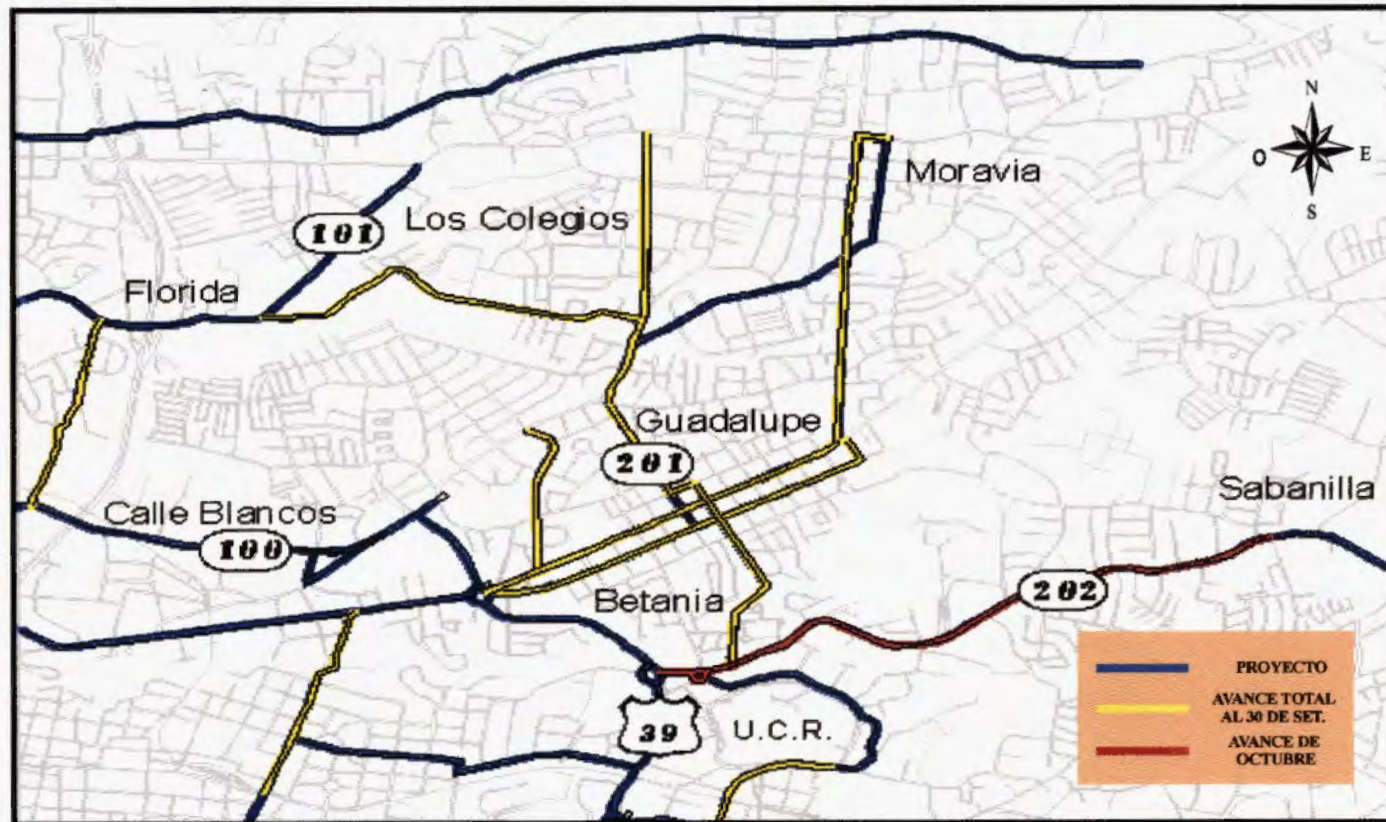 N
O E
S
Moravia
Los Colegios
101
Florida
Guadalupe
201
Sabanilla
Calle Blancos
100
202
Betania
39
U.C.R.
PROYECTO
AVANCE TOTAL
AL 30 DE SET.
AVANCE DE
OCTUBRE